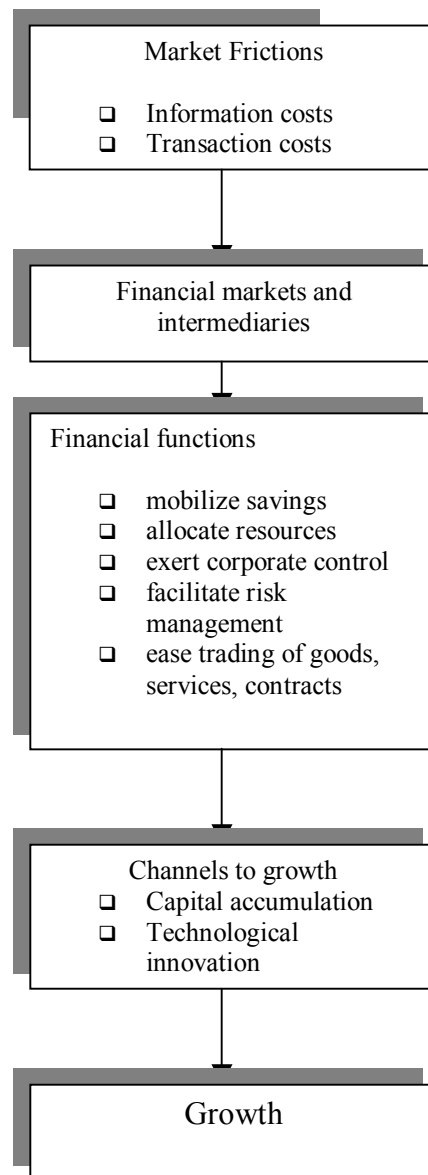 Market Frictions
❑ Information costs
❑ Transaction costs
Financial markets and
intermediaries
Financial functions
❑ mobilize savings
❑ allocate resources
❑ exert corporate control
❑ facilitate risk
management
❑ ease trading of goods,
services, contracts
Channels to growth
❑ Capital accumulation
❑ Technological
innovation
Growth